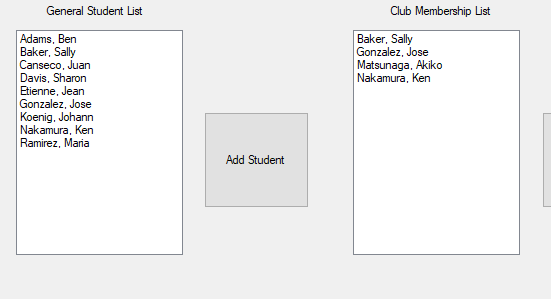 General Student List
Adams, Ben
Baker, Sally
Canseco, Juan
Davis, Sharon
Etienne, Jean
Gonzalez, Jose
Koenig, Johann
Nakamura, Ken
Ramirez, Maria
Add Student
Club Membership List
Baker, Sally
Gonzalez, Jose
Matsunaga, Akiko
Nakamura, Ken